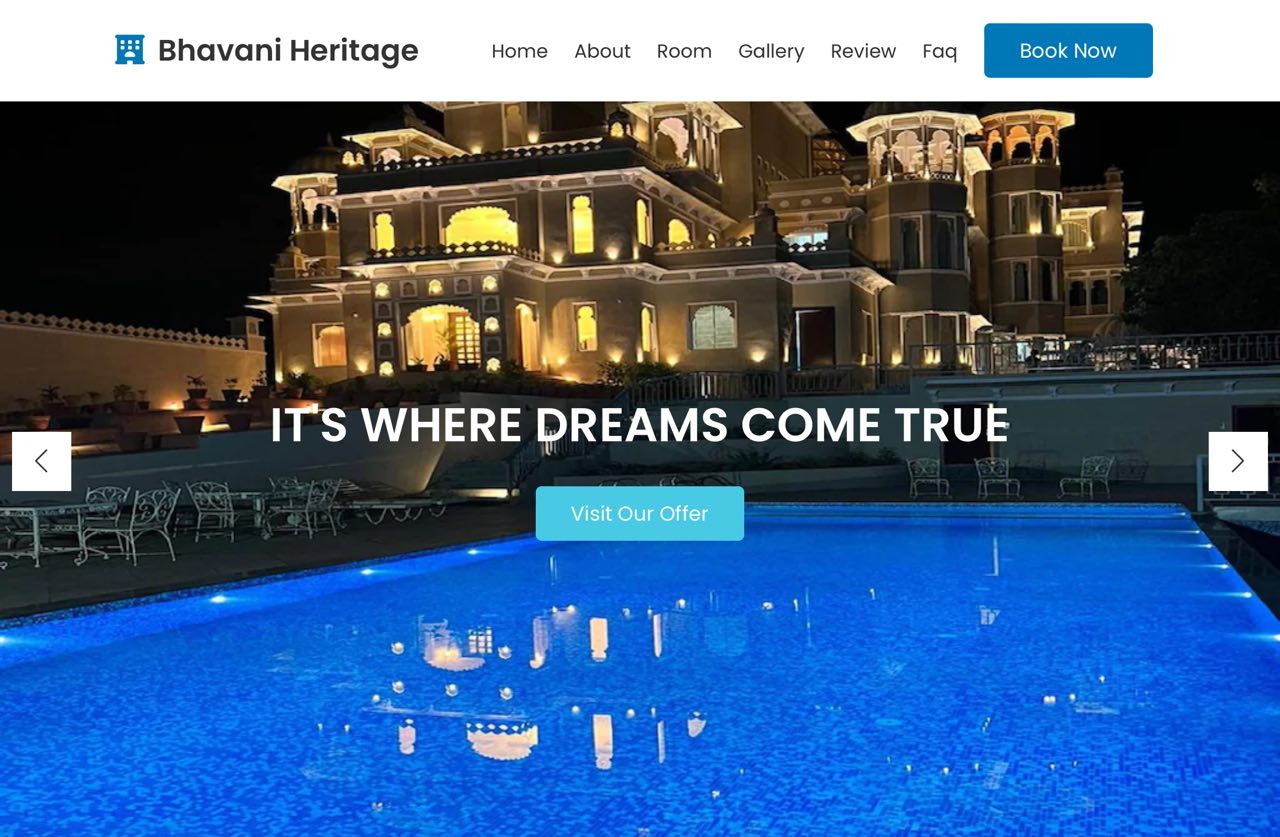 Bhavani Heritage
Home About Room Gallery Review Faq Book Now
IT'S WHERE DREAMS COME TRUE
Visit Our Offer